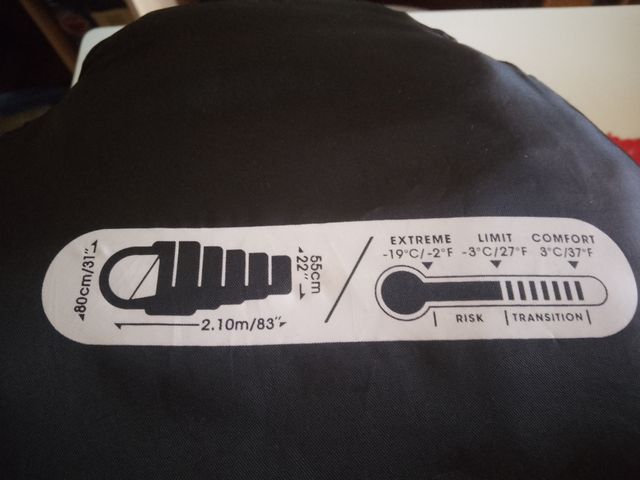 80cm/31"
2.10m/83"
55cm
22"
EXTREME LIMIT COMFORT
-19°C/-2°F -3°C/27°F 3°C/37°F
RISK TRANSITION